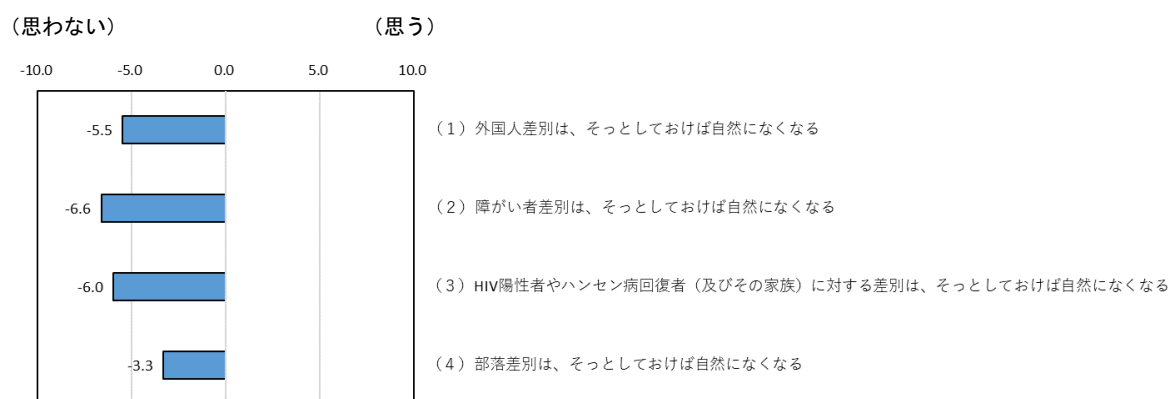 （思わない）　（思う）
-10.0　-5.0　0.0　5.0　10.0
-5.5　（１）外国人差別は、そっとしておけば自然になくなる
-6.6　（２）障がい者差別は、そっとしておけば自然になくなる
-6.0　（３）HIV陽性者やハンセン病回復者（及びその家族）に対する差別は、そっとしておけば自然になくなる
-3.3　（４）部落差別は、そっとしておけば自然になくなる